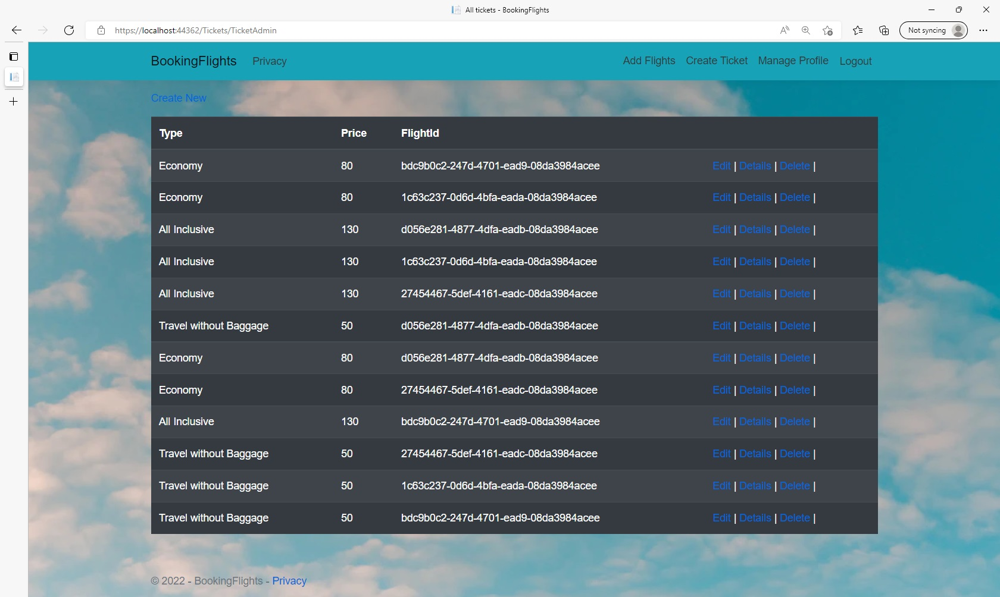 All tickets - BookingFlights
https://localhost:44362/Tickets/TicketAdmin Not syncing
BookingFlights Privacy Add Flights Create Ticket Manage Profile Logout
Create New
Type Price FlightId
Economy 80 bdc9b0c2-247d-4701-ead9-08da3984acee Edit | Details | Delete |
Economy 80 1c63c237-0d6d-4bfa-eada-08da3984acee Edit | Details | Delete |
All Inclusive 130 d056e281-4877-4dfa-eadb-08da3984acee Edit | Details | Delete |
All Inclusive 130 1c63c237-0d6d-4bfa-eada-08da3984acee Edit | Details | Delete |
All Inclusive 130 27454467-5def-4161-eadc-08da3984acee Edit | Details | Delete |
Travel without Baggage 50 d056e281-4877-4dfa-eadb-08da3984acee Edit | Details | Delete |
Economy 80 d056e281-4877-4dfa-eadb-08da3984acee Edit | Details | Delete |
Economy 80 27454467-5def-4161-eadc-08da3984acee Edit | Details | Delete |
All Inclusive 130 bdc9b0c2-247d-4701-ead9-08da3984acee Edit | Details | Delete |
Travel without Baggage 50 27454467-5def-4161-eadc-08da3984acee Edit | Details | Delete |
Travel without Baggage 50 1c63c237-0d6d-4bfa-eada-08da3984acee Edit | Details | Delete |
Travel without Baggage 50 bdc9b0c2-247d-4701-ead9-08da3984acee Edit | Details | Delete |
© 2022 - BookingFlights - Privacy